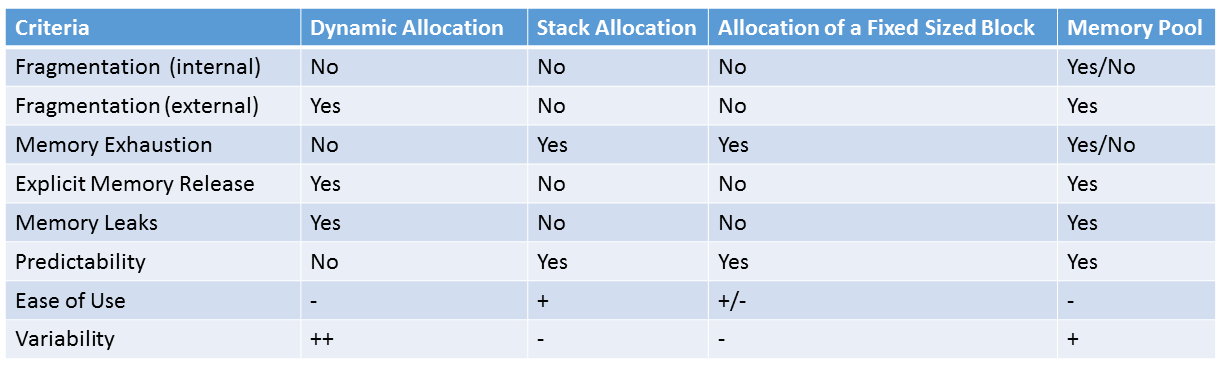 Criteria Dynamic Allocation Stack Allocation Allocation of a Fixed Sized Block Memory Pool
Fragmentation (internal) No No No Yes/No
Fragmentation (external) Yes No No Yes
Memory Exhaustion No Yes Yes Yes/No
Explicit Memory Release Yes No No Yes
Memory Leaks Yes No No Yes
Predictability No Yes Yes Yes
Ease of Use - + +/- -
Variability ++ - - +